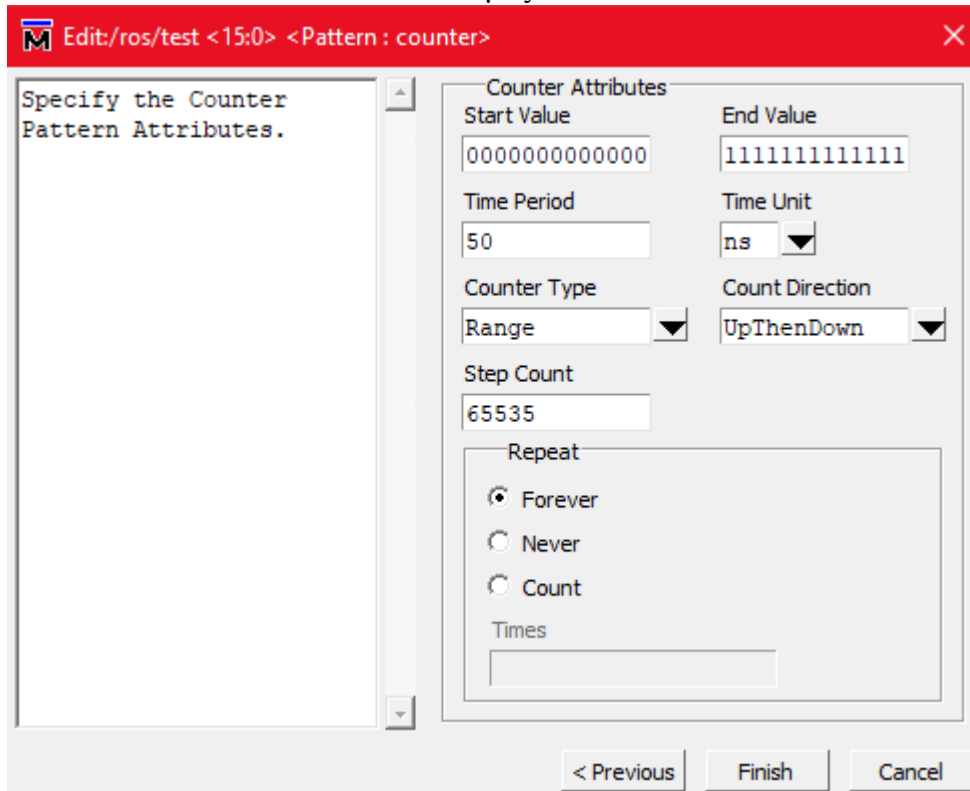 Edit:/ros/test <15:0> <Pattern : counter>
Specify the Counter
Pattern Attributes.
Counter Attributes
Start Value
End Value
0000000000000
1111111111111
Time Period
Time Unit
50
ns
Counter Type
Count Direction
Range
UpThenDown
Step Count
65535
Repeat
Forever
Never
Count
Times
< Previous
Finish
Cancel